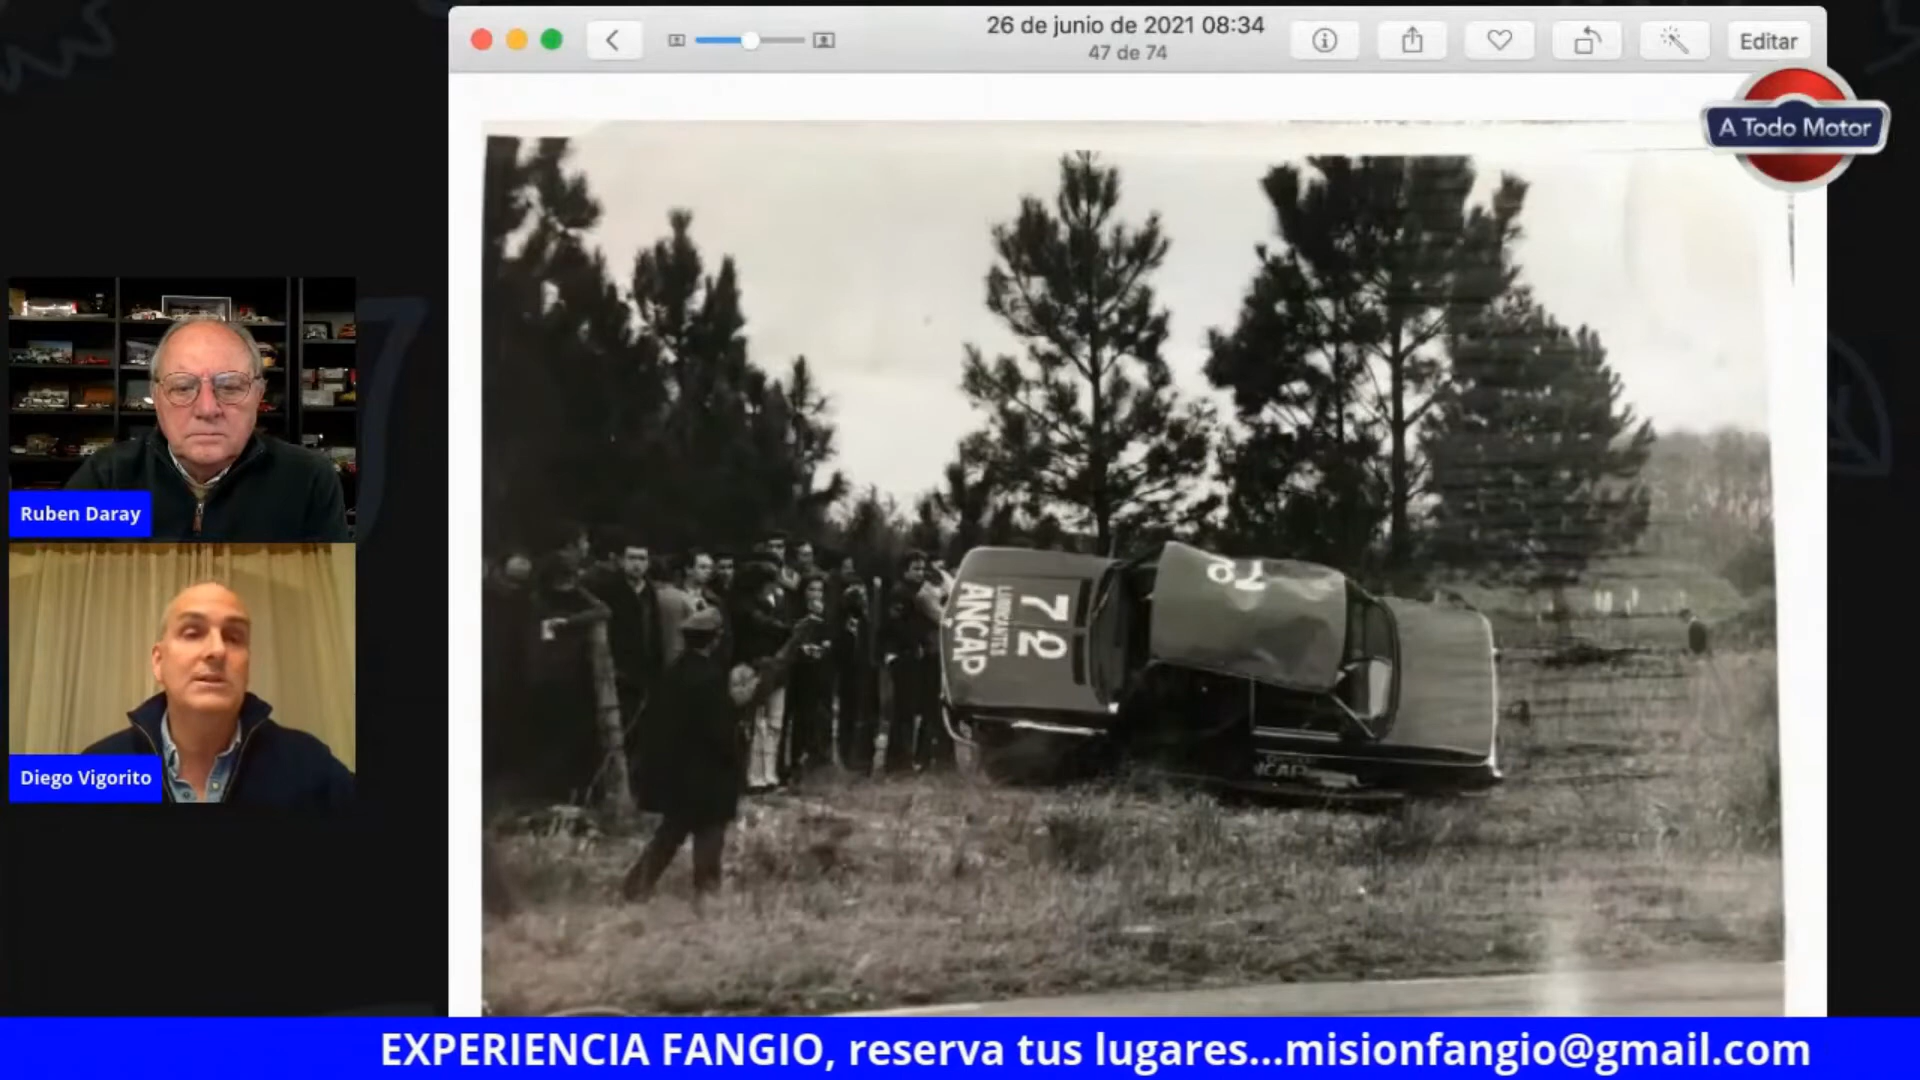 26 de junio de 2021 08:34
47 de 74
Editar
A Todo Motor
Ruben Daray
Diego Vigorito
72
LUBRICANTES
ANCAP
72
EXPERIENCIA FANGIO, reserva tus lugares...misionfangio@gmail.com